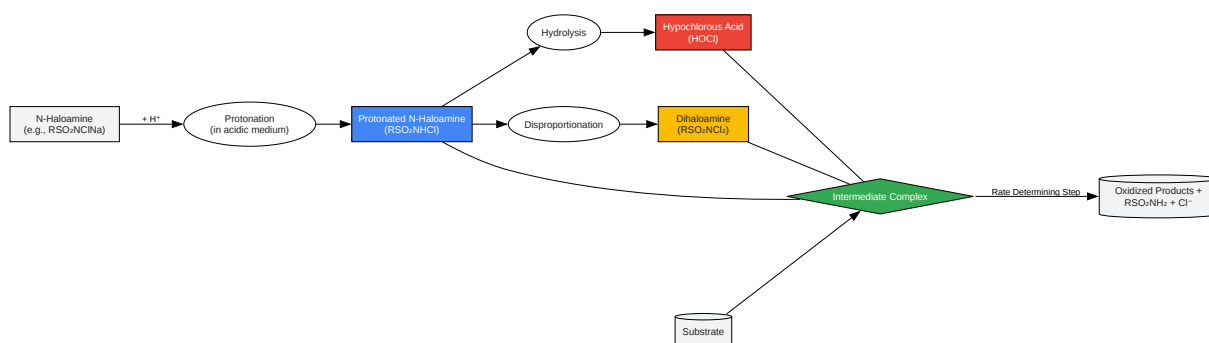 Hydrolysis
Hypochlorous Acid
(HOCl)
N-Haloamine
(e.g., RSO₂NClNa)
+ H⁺
Protonation
(in acidic medium)
Protonated N-Haloamine
(RSO₂NHCl)
Disproportionation
Dihaloamine
(RSO₂NCl₂)
Intermediate Complex
Rate Determining Step
Oxidized Products +
RSO₂NH₂ + Cl⁻
Substrate